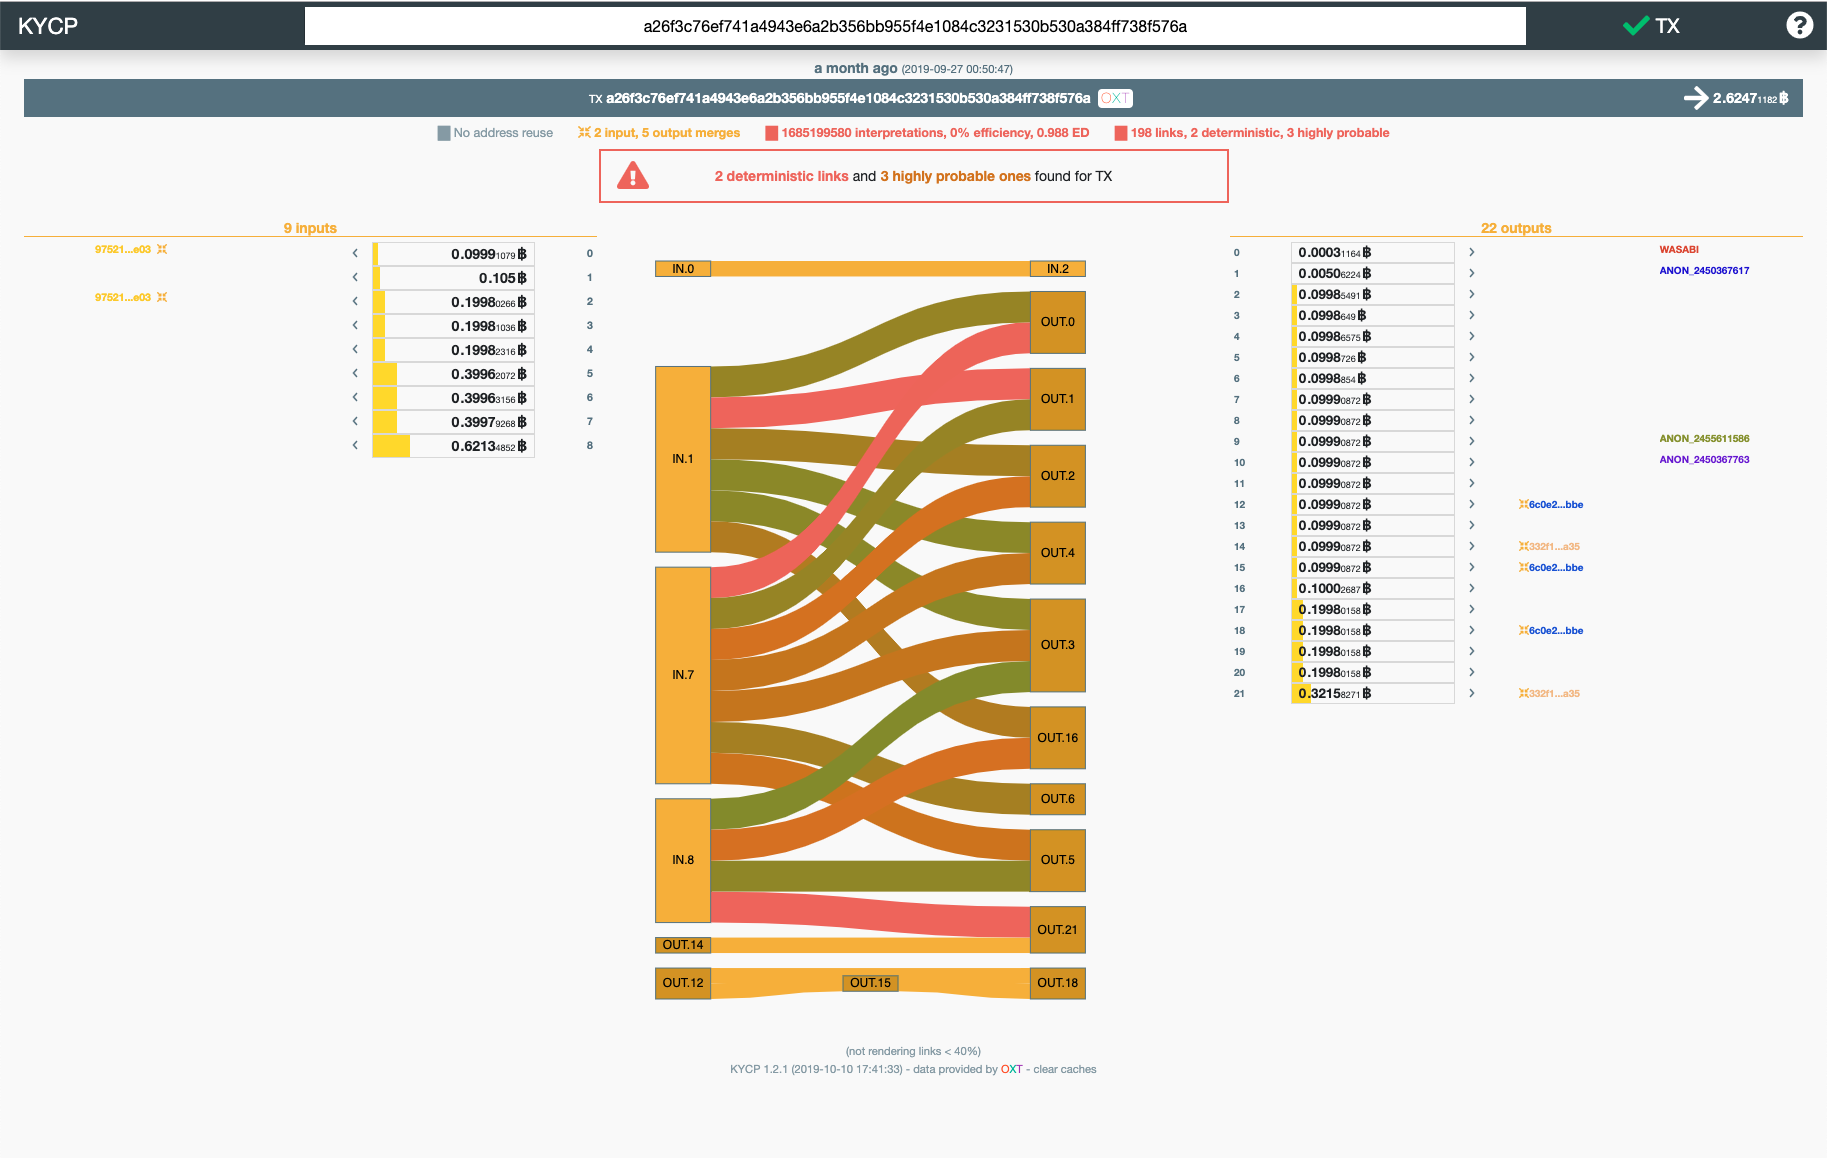 KYCP
a26f3c76ef741a4943e6a2b356bb955f4e1084c3231530b530a384ff738f576a
TX
?
a month ago (2019-09-27 00:50:47)
TX a26f3c76ef741a4943e6a2b356bb955f4e1084c3231530b530a384ff738f576a OXT
2.62471182 ฿
No address reuse 2 input, 5 output merges 1685199580 interpretations, 0% efficiency, 0.988 ED 198 links, 2 deterministic, 3 highly probable
2 deterministic links and 3 highly probable ones found for TX
9 inputs
97521...e03 < 0.09991079 ฿ 0
< 0.105 ฿ 1
97521...e03 < 0.19980266 ฿ 2
< 0.19981036 ฿ 3
< 0.19982316 ฿ 4
< 0.39962072 ฿ 5
< 0.39963156 ฿ 6
< 0.39979268 ฿ 7
< 0.62134852 ฿ 8
IN.0 IN.2
OUT.0
OUT.1
IN.1
OUT.2
OUT.4
OUT.3
IN.7
OUT.16
OUT.6
IN.8
OUT.5
OUT.21
OUT.14
OUT.12 OUT.15 OUT.18
22 outputs
0 0.00031164 ฿ > WASABI
1 0.00506224 ฿ > ANON_2450367617
2 0.09985491 ฿ >
3 0.0998649 ฿ >
4 0.09986575 ฿ >
5 0.0998726 ฿ >
6 0.0998854 ฿ >
7 0.09990872 ฿ >
8 0.09990872 ฿ >
9 0.09990872 ฿ > ANON_2455611586
10 0.09990872 ฿ > ANON_2450367763
11 0.09990872 ฿ >
12 0.09990872 ฿ > 6c0e2...bbe
13 0.09990872 ฿ >
14 0.09990872 ฿ > 332f1...a35
15 0.09990872 ฿ > 6c0e2...bbe
16 0.10002687 ฿ >
17 0.19980158 ฿ >
18 0.19980158 ฿ > 6c0e2...bbe
19 0.19980158 ฿ >
20 0.19980158 ฿ >
21 0.32158271 ฿ > 332f1...a35
(not rendering links < 40%)
KYCP 1.2.1 (2019-10-10 17:41:33) - data provided by OXT - clear caches